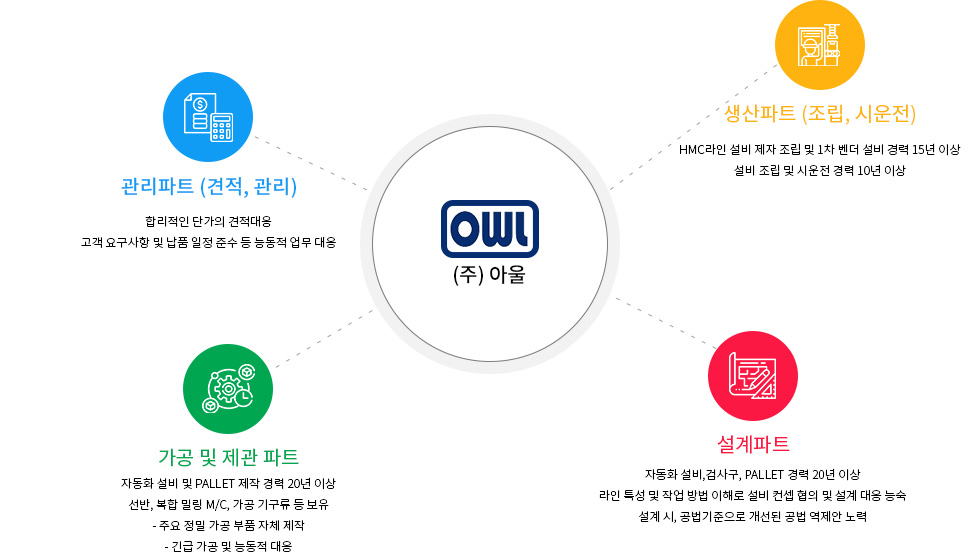 관리파트 (견적, 관리)
합리적인 단가의 견적대응
고객 요구사항 및 납품 일정 준수 등 능동적 업무 대응
생산파트 (조립, 시운전)
HMC라인 설비 제자 조립 및 1차 벤더 설비 경력 15년 이상
설비 조립 및 시운전 경력 10년 이상
OWL
(주) 아울
가공 및 제관 파트
자동화 설비 및 PALLET 제작 경력 20년 이상
선반, 복합 밀링 M/C, 가공 기구류 등 보유
- 주요 정밀 가공 부품 자체 제작
- 긴급 가공 및 능동적 대응
설계파트
자동화 설비,검사구, PALLET 경력 20년 이상
라인 특성 및 작업 방법 이해로 설비 컨셉 협의 및 설계 대응 능숙
설계 시, 공법기준으로 개선된 공법 역제안 노력